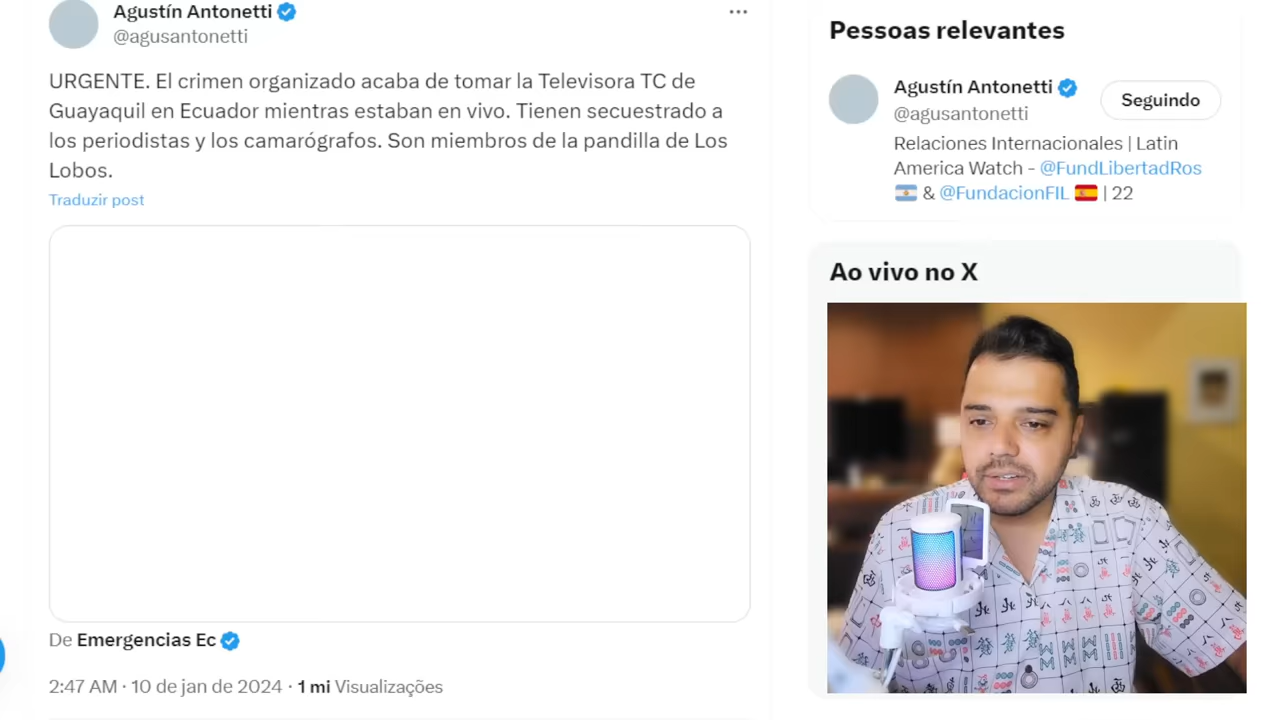 Agustín Antonetti
@agusantonetti
URGENTE. El crimen organizado acaba de tomar la Televisora TC de
Guayaquil en Ecuador mientras estaban en vivo. Tienen secuestrado a
los periodistas y los camarógrafos. Son miembros de la pandilla de Los
Lobos.
Traduzir post
De Emergencias Ec
2:47 AM · 10 de jan de 2024 · 1 mi Visualizações
Pessoas relevantes
Agustín Antonetti
@agusantonetti
Seguindo
Relaciones Internacionales | Latin
America Watch - @FundLibertadRos
🇦🇷 & @FundacionFIL 🇪🇸 | 22
Ao vivo no X